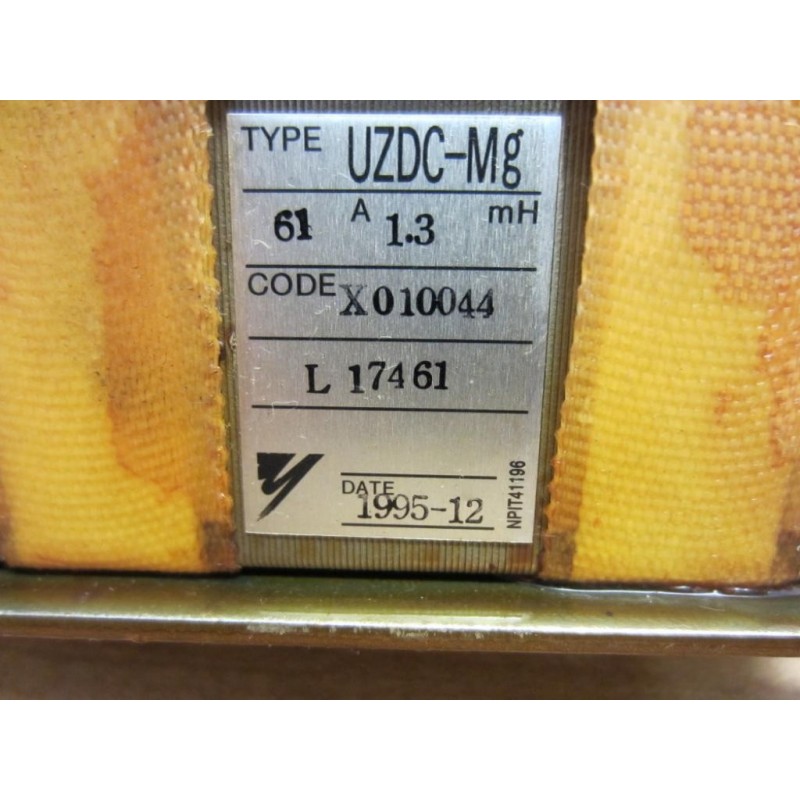 TYPE UZDC-Mg
61 A 1.3 mH
CODE X010044
L 17461
DATE 1995-12
NPIT41196